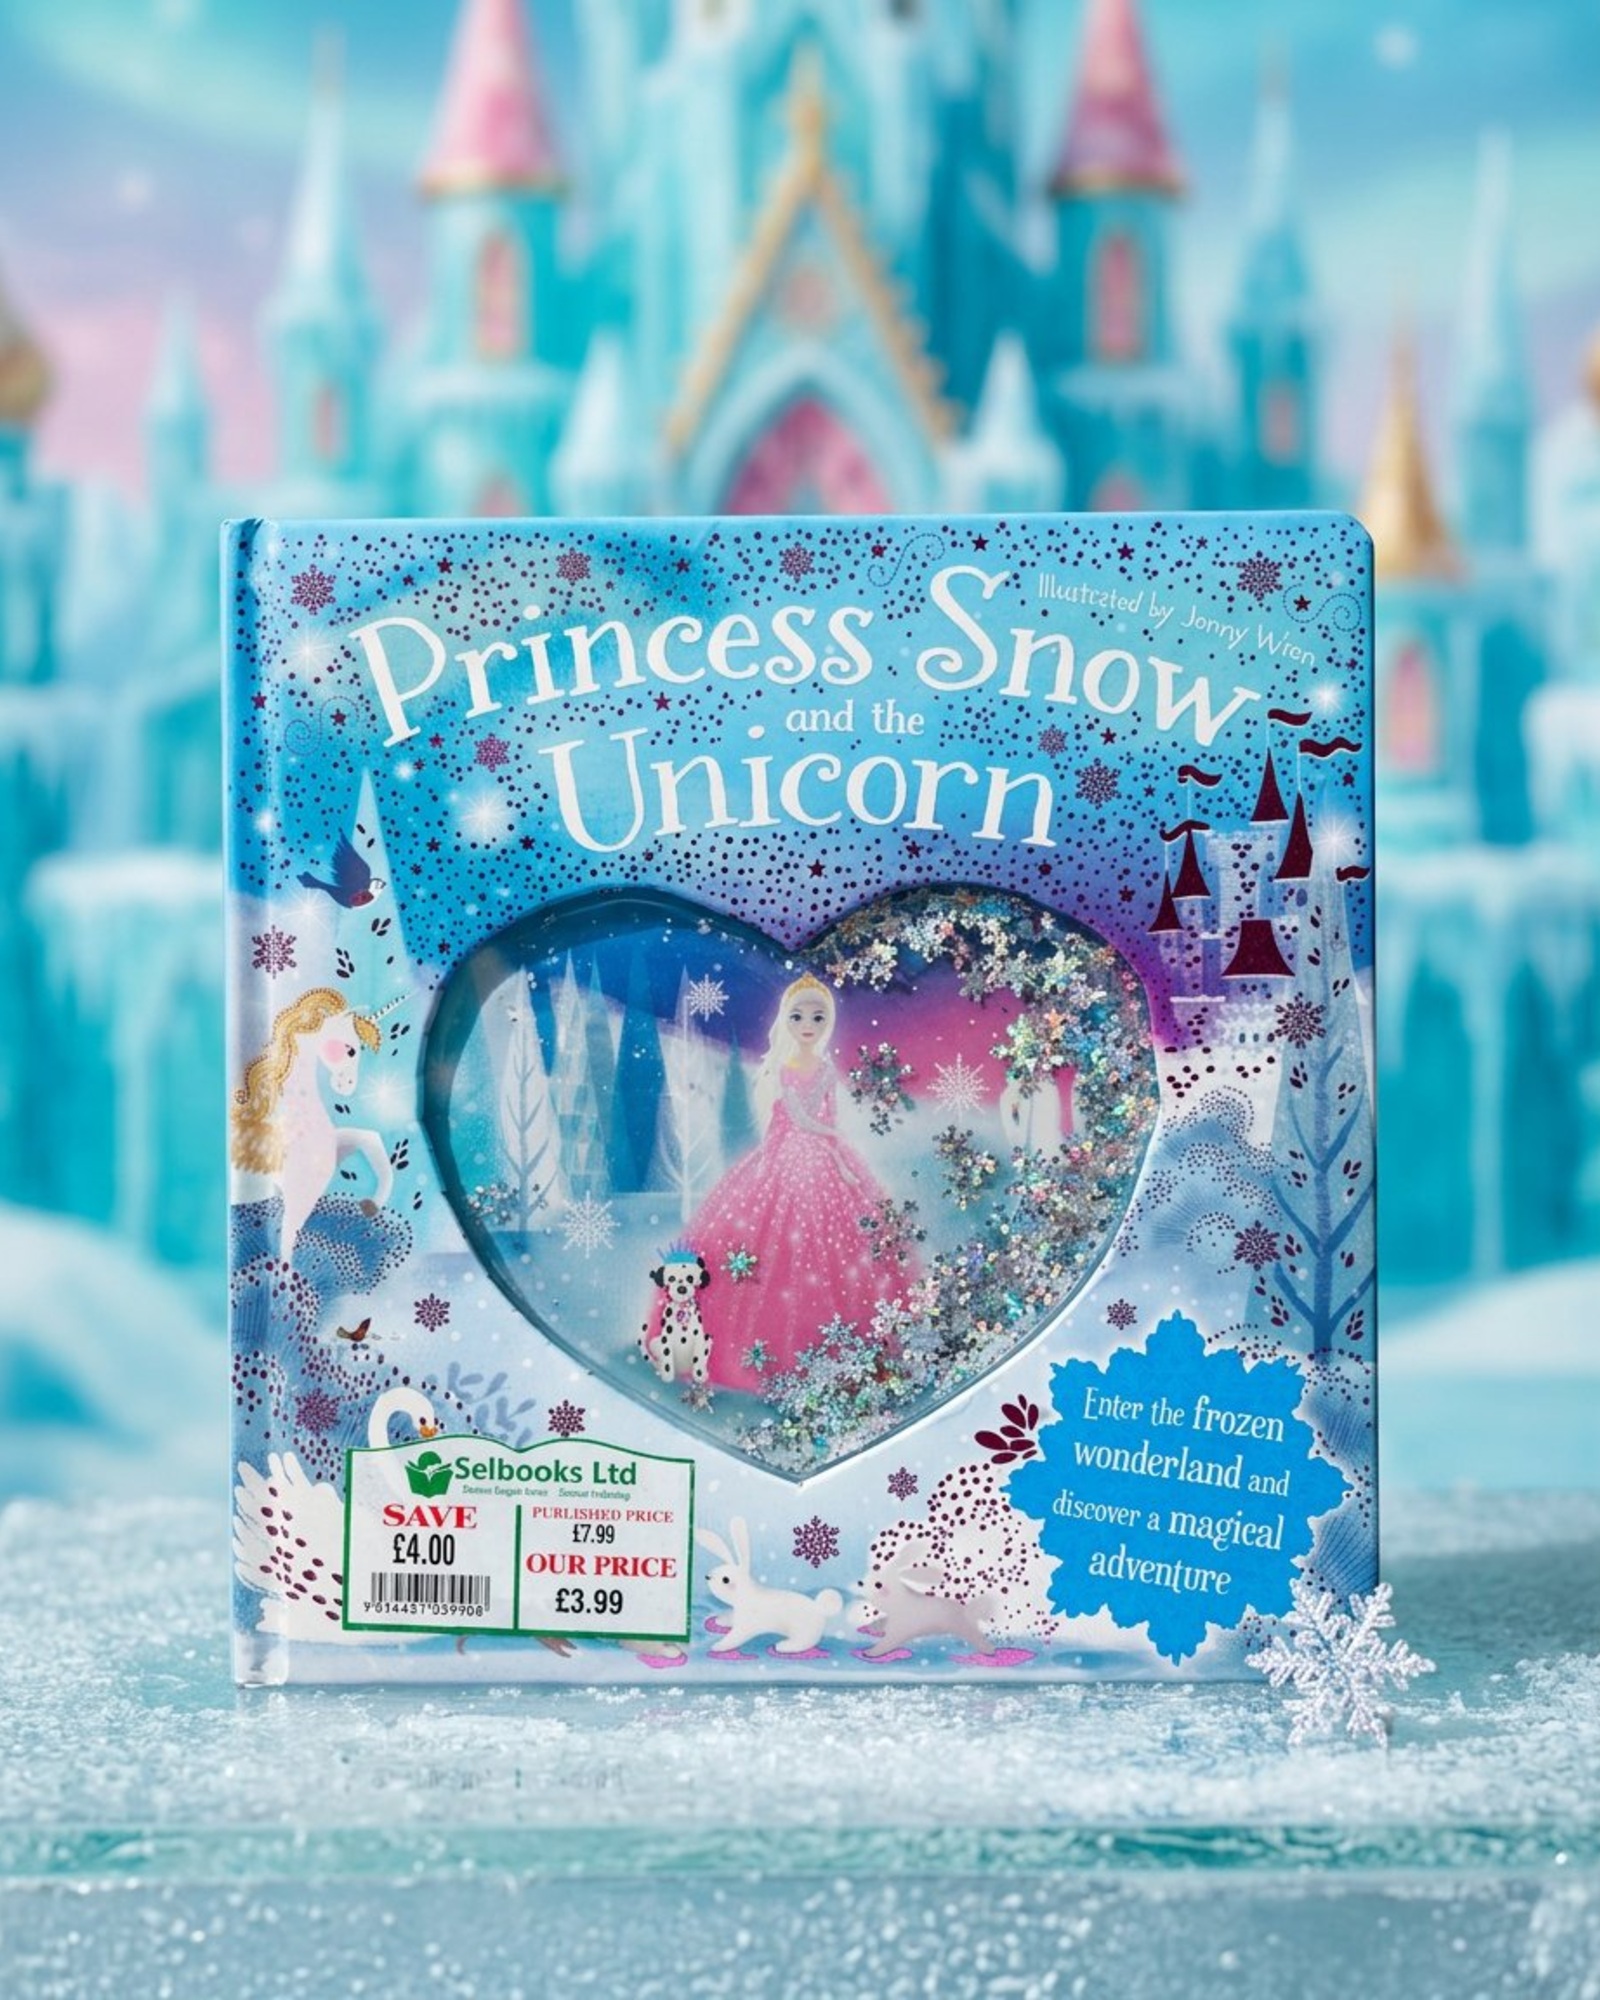 Illustrated by Jonny Wren
Princess Snow
and the
Unicorn
Enter the frozen
wonderland and
discover a magical
adventure
Selbooks Ltd
SAVE
£4.00
PURLISHED PRICE
£7.99
OUR PRICE
£3.99